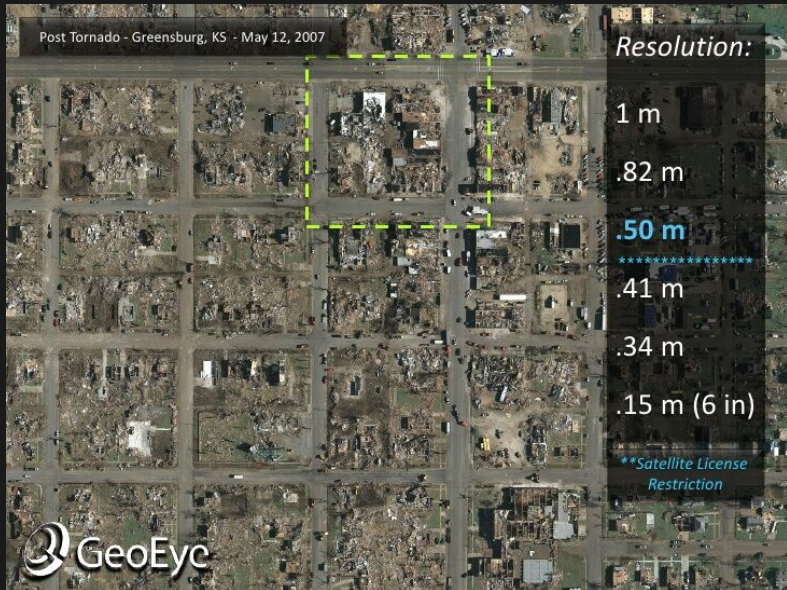 Post Tornado - Greensburg, KS - May 12, 2007
Resolution:
1 m
.82 m
.50 m
****************
.41 m
.34 m
.15 m (6 in)
**Satellite License
Restriction
GeoEye